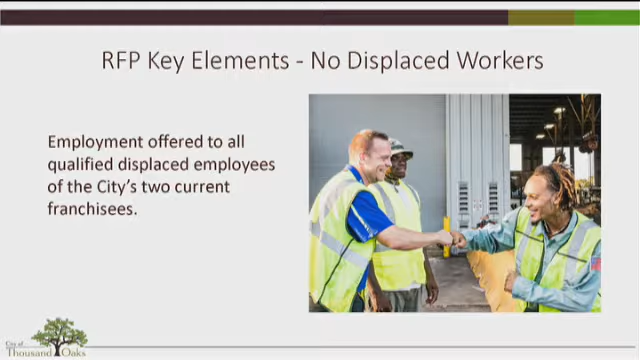 RFP Key Elements - No Displaced Workers
Employment offered to all
qualified displaced employees
of the City's two current
franchisees.
City of
Thousand Oaks